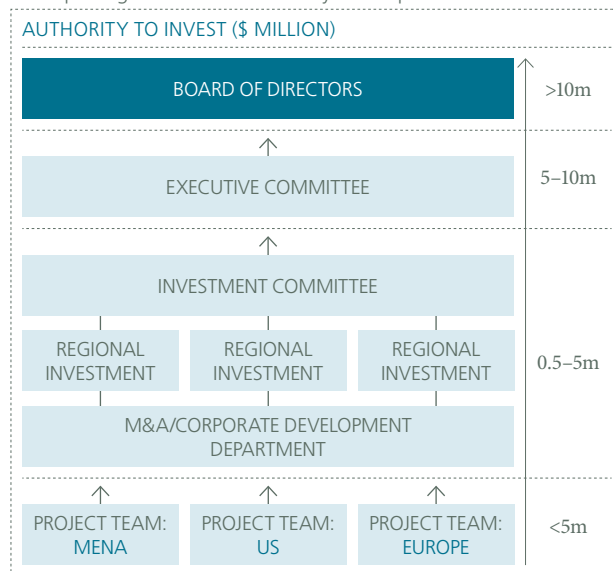 AUTHORITY TO INVEST ($ MILLION)
BOARD OF DIRECTORS
>10m
EXECUTIVE COMMITTEE
5–10m
INVESTMENT COMMITTEE
REGIONAL
INVESTMENT
REGIONAL
INVESTMENT
REGIONAL
INVESTMENT
0.5–5m
M&A/CORPORATE DEVELOPMENT
DEPARTMENT
PROJECT TEAM:
MENA
PROJECT TEAM:
US
PROJECT TEAM:
EUROPE
<5m